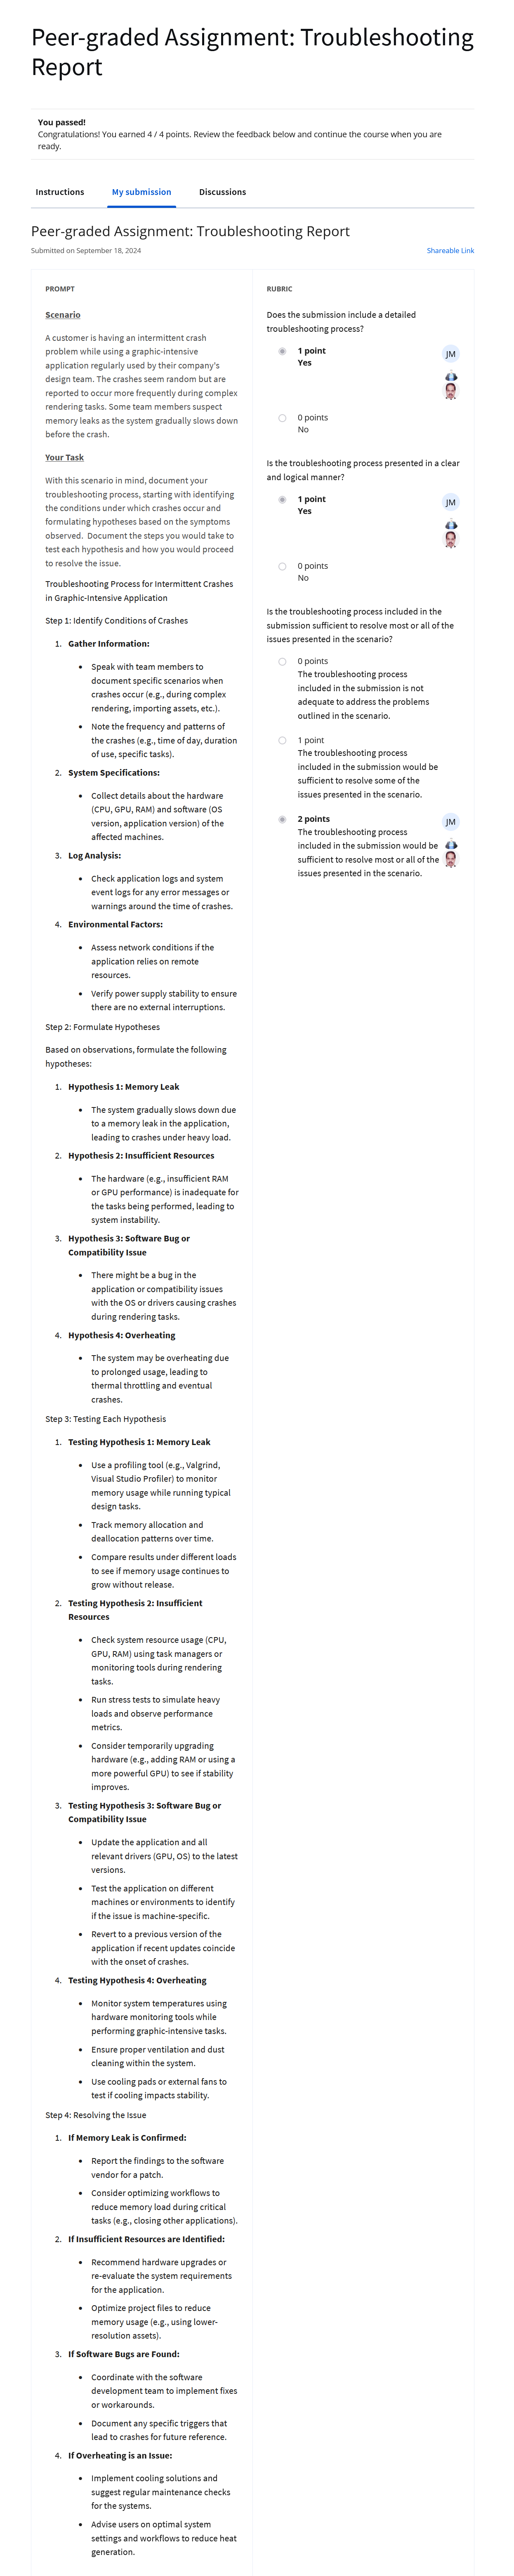 Peer-graded Assignment: Troubleshooting
Report
You passed!
Congratulations! You earned 4 / 4 points. Review the feedback below and continue the course when you are
ready.
Instructions
My submission
Discussions
Peer-graded Assignment: Troubleshooting Report
Submitted on September 18, 2024
Shareable Link
PROMPT
Scenario
A customer is having an intermittent crash
problem while using a graphic-intensive
application regularly used by their company's
design team. The crashes seem random but are
reported to occur more frequently during complex
rendering tasks. Some team members suspect
memory leaks as the system gradually slows down
before the crash.
Your Task
With this scenario in mind, document your
troubleshooting process, starting with identifying
the conditions under which crashes occur and
formulating hypotheses based on the symptoms
observed.  Document the steps you would take to
test each hypothesis and how you would proceed
to resolve the issue.
Troubleshooting Process for Intermittent Crashes
in Graphic-Intensive Application
Step 1: Identify Conditions of Crashes
1. Gather Information:
• Speak with team members to
document specific scenarios when
crashes occur (e.g., during complex
rendering, importing assets, etc.).
• Note the frequency and patterns of
the crashes (e.g., time of day, duration
of use, specific tasks).
2. System Specifications:
• Collect details about the hardware
(CPU, GPU, RAM) and software (OS
version, application version) of the
affected machines.
3. Log Analysis:
• Check application logs and system
event logs for any error messages or
warnings around the time of crashes.
4. Environmental Factors:
• Assess network conditions if the
application relies on remote
resources.
• Verify power supply stability to ensure
there are no external interruptions.
Step 2: Formulate Hypotheses
Based on observations, formulate the following
hypotheses:
1. Hypothesis 1: Memory Leak
• The system gradually slows down due
to a memory leak in the application,
leading to crashes under heavy load.
2. Hypothesis 2: Insufficient Resources
• The hardware (e.g., insufficient RAM
or GPU performance) is inadequate for
the tasks being performed, leading to
system instability.
3. Hypothesis 3: Software Bug or
Compatibility Issue
• There might be a bug in the
application or compatibility issues
with the OS or drivers causing crashes
during rendering tasks.
4. Hypothesis 4: Overheating
• The system may be overheating due
to prolonged usage, leading to
thermal throttling and eventual
crashes.
Step 3: Testing Each Hypothesis
1. Testing Hypothesis 1: Memory Leak
• Use a profiling tool (e.g., Valgrind,
Visual Studio Profiler) to monitor
memory usage while running typical
design tasks.
• Track memory allocation and
deallocation patterns over time.
• Compare results under different loads
to see if memory usage continues to
grow without release.
2. Testing Hypothesis 2: Insufficient
Resources
• Check system resource usage (CPU,
GPU, RAM) using task managers or
monitoring tools during rendering
tasks.
• Run stress tests to simulate heavy
loads and observe performance
metrics.
• Consider temporarily upgrading
hardware (e.g., adding RAM or using a
more powerful GPU) to see if stability
improves.
3. Testing Hypothesis 3: Software Bug or
Compatibility Issue
• Update the application and all
relevant drivers (GPU, OS) to the latest
versions.
• Test the application on different
machines or environments to identify
if the issue is machine-specific.
• Revert to a previous version of the
application if recent updates coincide
with the onset of crashes.
4. Testing Hypothesis 4: Overheating
• Monitor system temperatures using
hardware monitoring tools while
performing graphic-intensive tasks.
• Ensure proper ventilation and dust
cleaning within the system.
• Use cooling pads or external fans to
test if cooling impacts stability.
Step 4: Resolving the Issue
1. If Memory Leak is Confirmed:
• Report the findings to the software
vendor for a patch.
• Consider optimizing workflows to
reduce memory load during critical
tasks (e.g., closing other applications).
2. If Insufficient Resources are Identified:
• Recommend hardware upgrades or
re-evaluate the system requirements
for the application.
• Optimize project files to reduce
memory usage (e.g., using lower-
resolution assets).
3. If Software Bugs are Found:
• Coordinate with the software
development team to implement fixes
or workarounds.
• Document any specific triggers that
lead to crashes for future reference.
4. If Overheating is an Issue:
• Implement cooling solutions and
suggest regular maintenance checks
for the systems.
• Advise users on optimal system
settings and workflows to reduce heat
generation.
RUBRIC
Does the submission include a detailed
troubleshooting process?
1 point
Yes
JM
0 points
No
Is the troubleshooting process presented in a clear
and logical manner?
1 point
Yes
JM
0 points
No
Is the troubleshooting process included in the
submission sufficient to resolve most or all of the
issues presented in the scenario?
0 points
The troubleshooting process
included in the submission is not
adequate to address the problems
outlined in the scenario.
1 point
The troubleshooting process
included in the submission would be
sufficient to resolve some of the
issues presented in the scenario.
2 points
JM
The troubleshooting process
included in the submission would be
sufficient to resolve most or all of the
issues presented in the scenario.